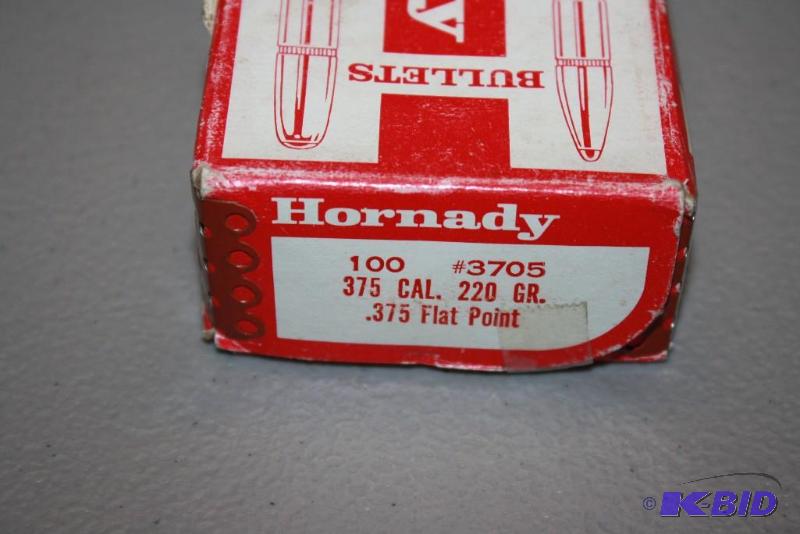 y
BULLETS
Hornady
100 #3705
375 CAL. 220 GR.
.375 Flat Point
© K-BID